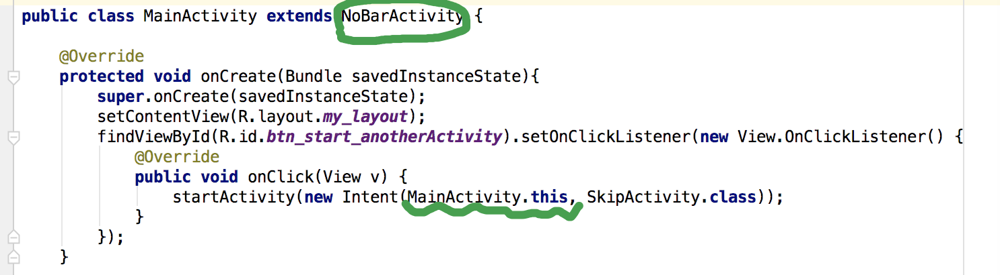 public class MainActivity extends NoBarActivity {
@Override
protected void onCreate(Bundle savedInstanceState){
super.onCreate(savedInstanceState);
setContentView(R.layout.my_layout);
findViewById(R.id.btn_start_anotherActivity).setOnClickListener(new View.OnClickListener() {
@Override
public void onClick(View v) {
startActivity(new Intent(MainActivity.this, SkipActivity.class));
}
});
}